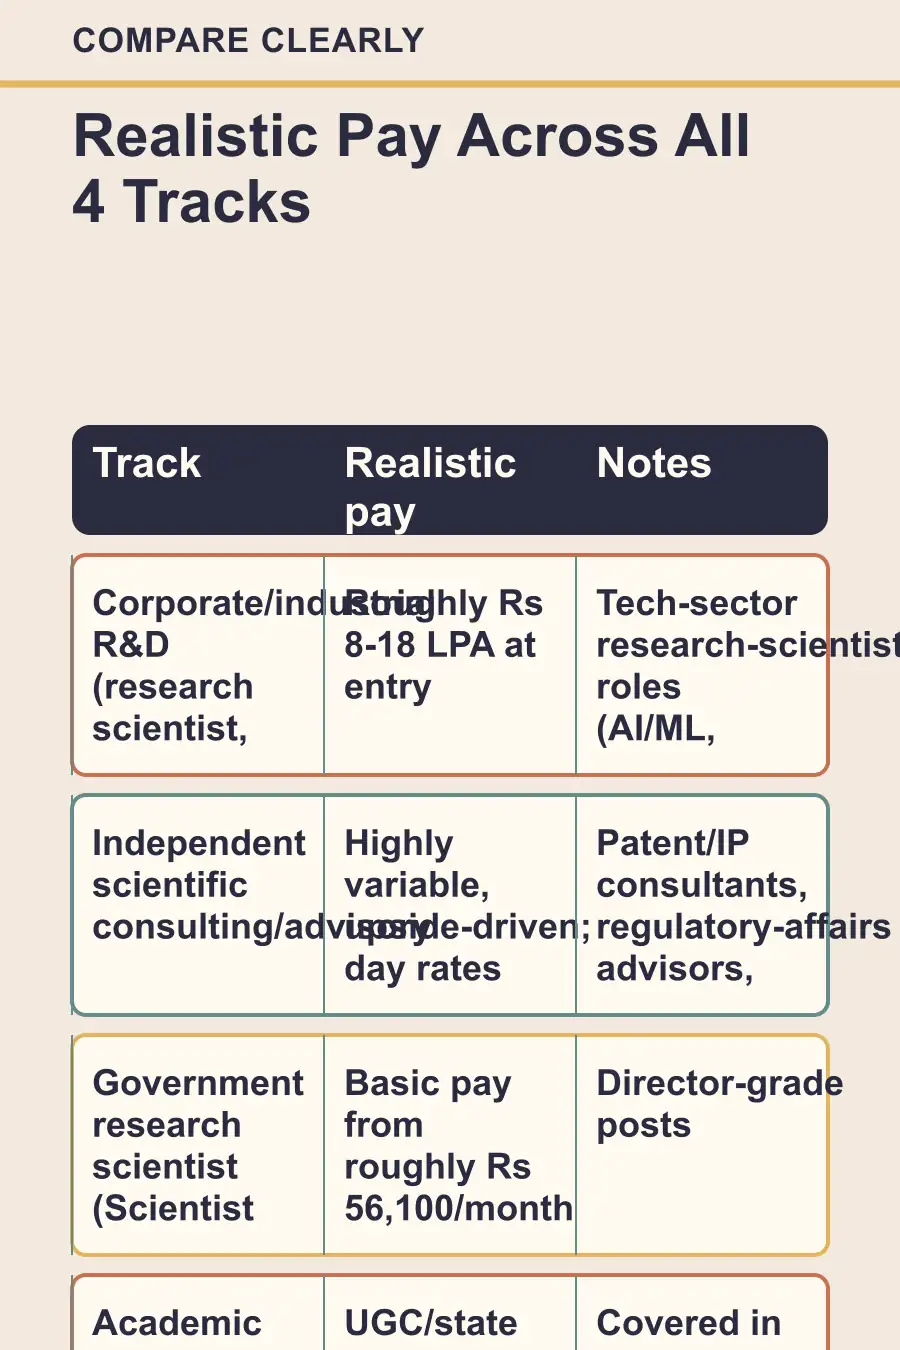 COMPARE CLEARLY
Realistic Pay Across All
4 Tracks
Track
Realistic
pay
Notes
Corporate/industrial
R&D
(research
scientist,
Roughly Rs
8-18 LPA at
entry
Tech-sector
research-scientist
roles
(AI/ML,
Independent
scientific
consulting/advisory
Highly
variable,
upside-driven;
day rates
Patent/IP
consultants,
regulatory-affairs
advisors,
Government
research
scientist
(Scientist
Basic pay
from
roughly Rs
56,100/month
Director-grade
posts
Academic
UGC/state
Covered in